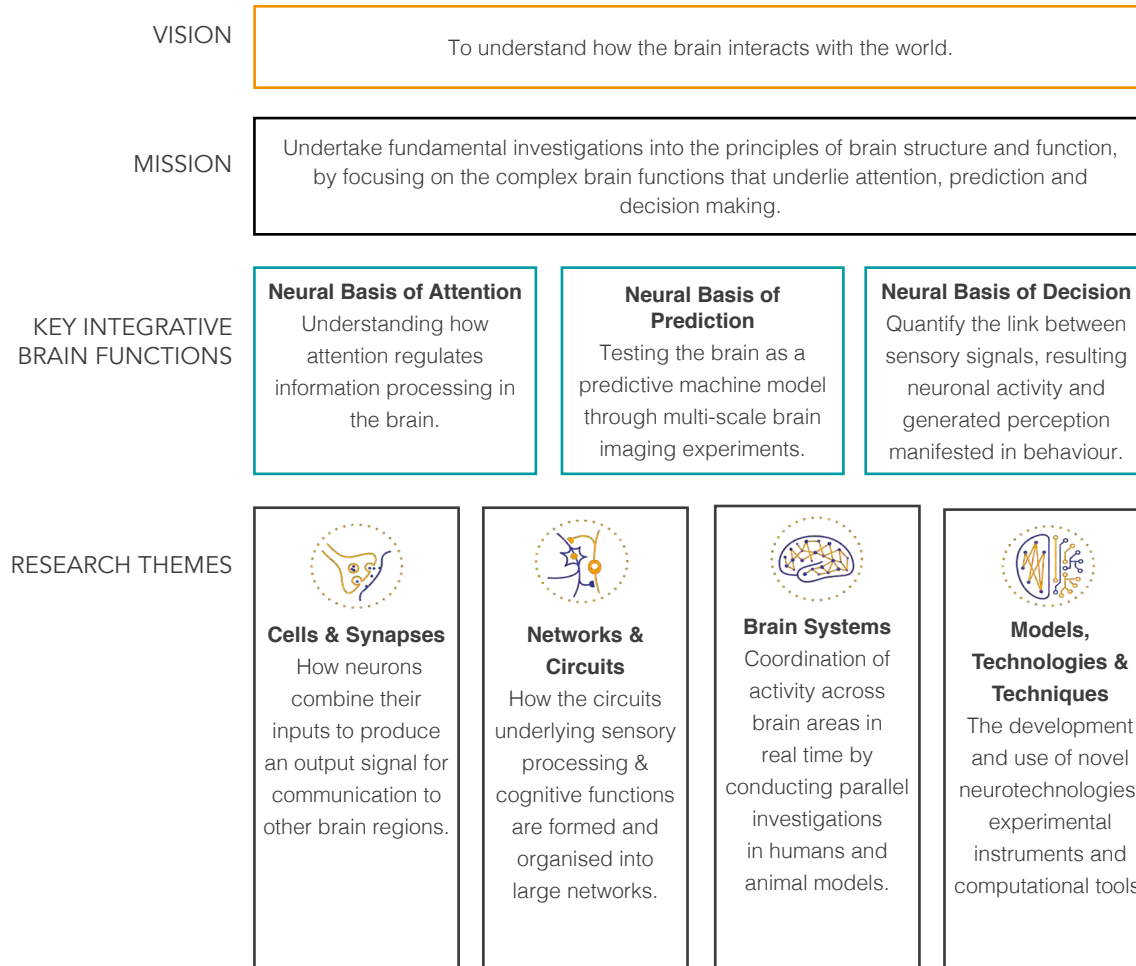 VISION
To understand how the brain interacts with the world.
MISSION
Undertake fundamental investigations into the principles of brain structure and function,
by focusing on the complex brain functions that underlie attention, prediction and
decision making.
KEY INTEGRATIVE
BRAIN FUNCTIONS
Neural Basis of Attention
Understanding how
attention regulates
information processing in
the brain.
Neural Basis of
Prediction
Testing the brain as a
predictive machine model
through multi-scale brain
imaging experiments.
Neural Basis of Decision
Quantify the link between
sensory signals, resulting
neuronal activity and
generated perception
manifested in behaviour.
RESEARCH THEMES
Cells & Synapses
How neurons
combine their
inputs to produce
an output signal for
communication to
other brain regions.
Networks &
Circuits
How the circuits
underlying sensory
processing &
cognitive functions
are formed and
organised into
large networks.
Brain Systems
Coordination of
activity across
brain areas in
real time by
conducting parallel
investigations
in humans and
animal models.
Models,
Technologies &
Techniques
The development
and use of novel
neurotechnologies
experimental
instruments and
computational tools